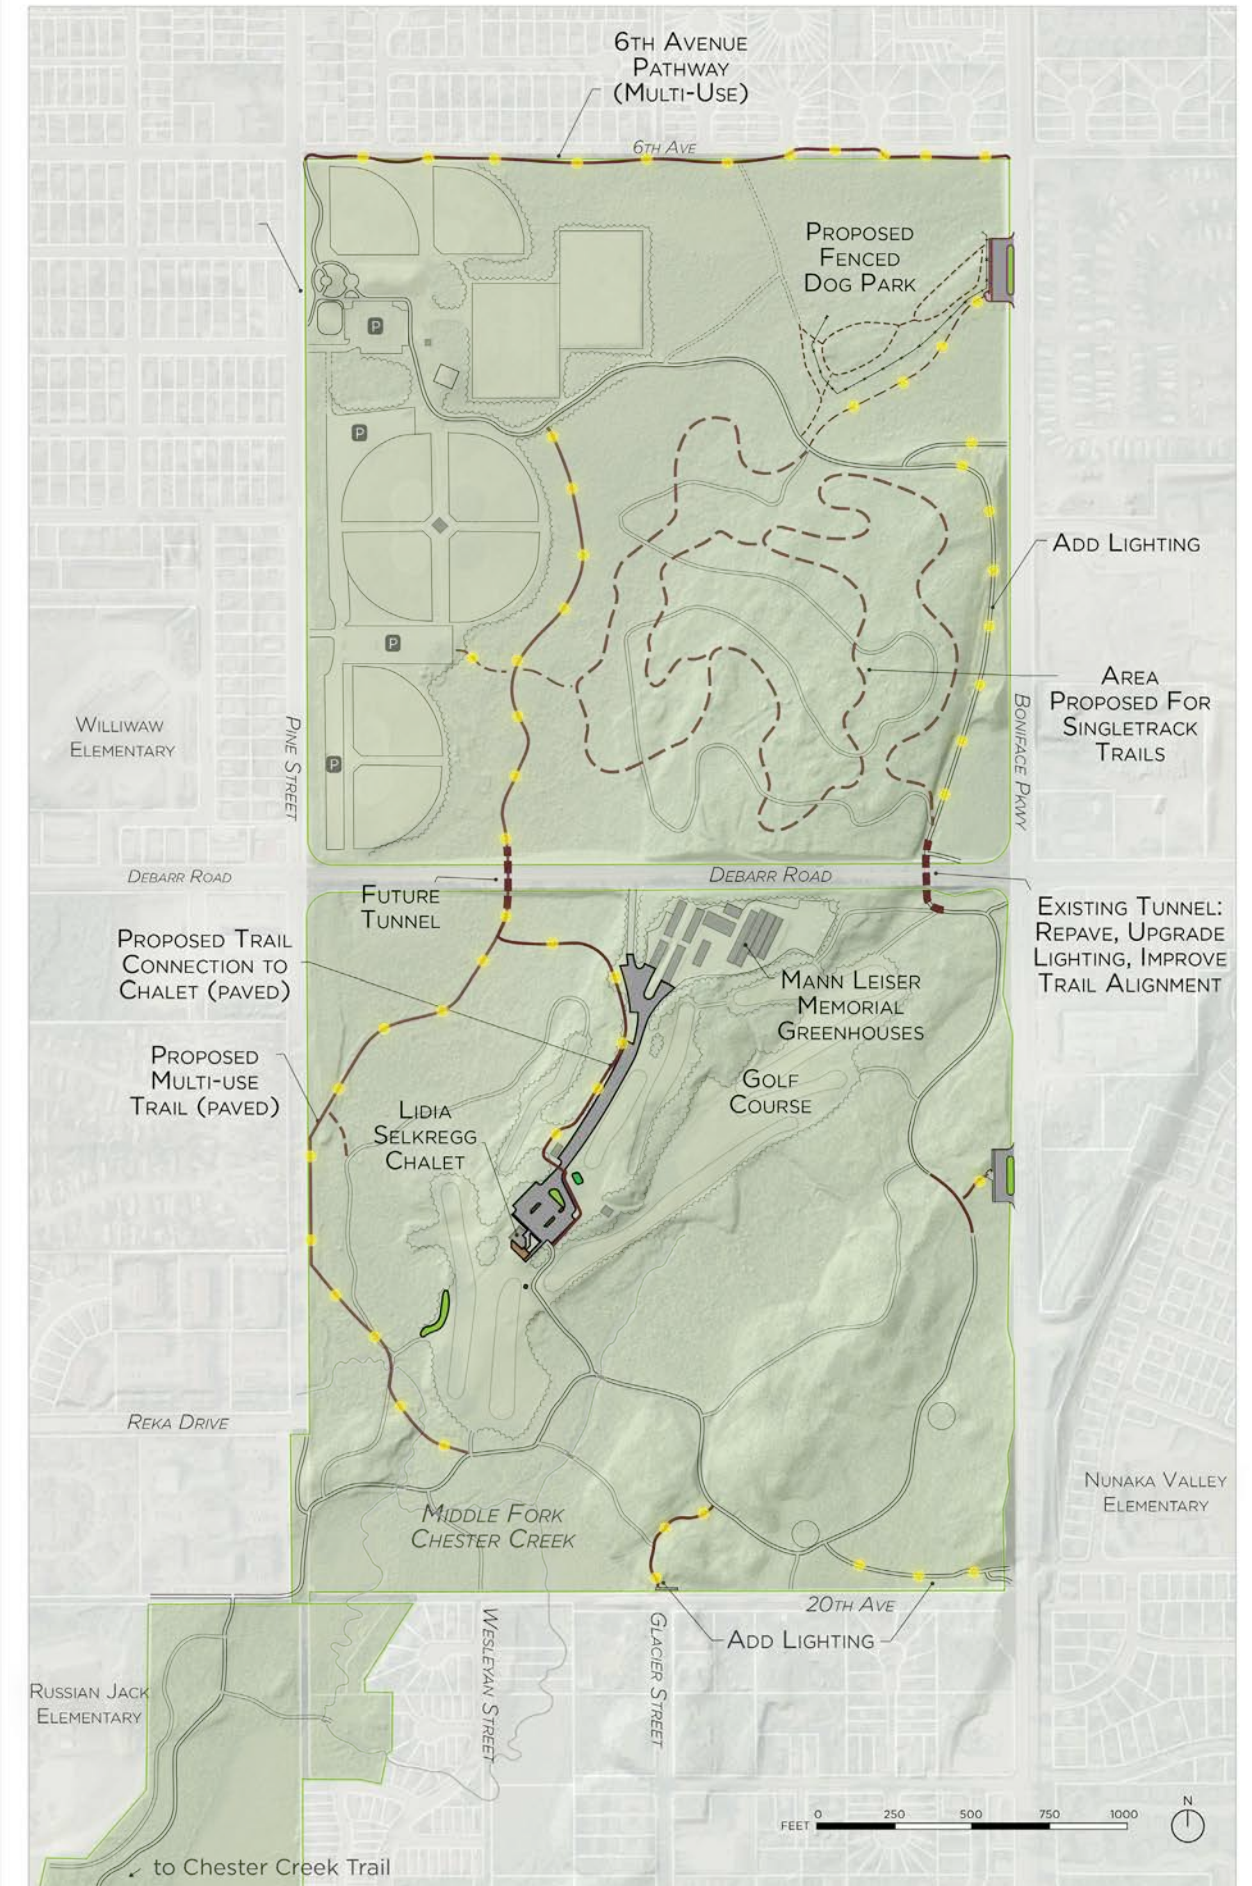 6TH AVENUE
PATHWAY
(MULTI-USE)
6TH AVE
PROPOSED
FENCED
DOG PARK
P
P
ADD LIGHTING
P
AREA
PROPOSED FOR
SINGLETRACK
TRAILS
WILLIWAW
ELEMENTARY
PINE STREET
BONIFACE PKWY
P
DEBARR ROAD
DEBARR ROAD
FUTURE
TUNNEL
EXISTING TUNNEL:
REPAVE, UPGRADE
LIGHTING, IMPROVE
TRAIL ALIGNMENT
PROPOSED TRAIL
CONNECTION TO
CHALET (PAVED)
MANN LEISER
MEMORIAL
GREENHOUSES
PROPOSED
MULTI-USE
TRAIL (PAVED)
GOLF
COURSE
LIDIA
SELKREGG
CHALET
REKA DRIVE
NUNAKA VALLEY
ELEMENTARY
MIDDLE FORK
CHESTER CREEK
20TH AVE
WESLEYAN STREET
GLACIER STREET
ADD LIGHTING
RUSSIAN JACK
ELEMENTARY
N
FEET 0 250 500 750 1000
to Chester Creek Trail